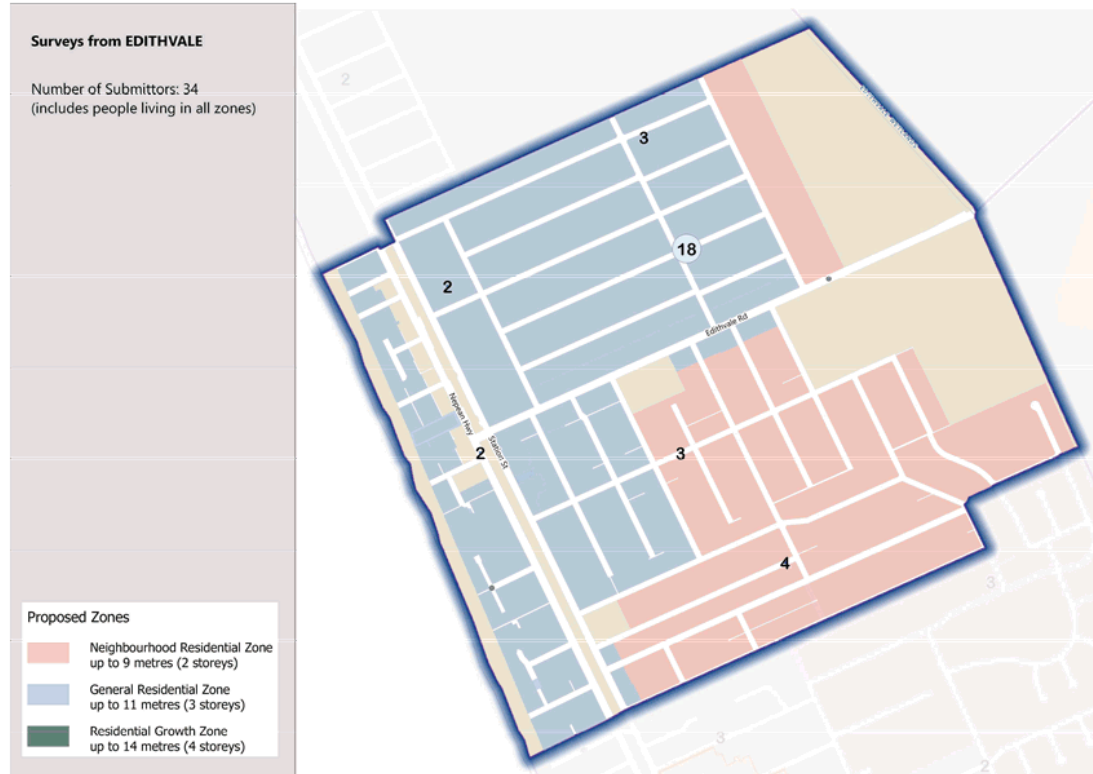 Surveys from EDITHVALE
Number of Submittors: 34
(includes people living in all zones)
2
3
18
2
Edithvale Rd
Nepean Hwy
Station St
2
3
4
3
3
2
Proposed Zones
Neighbourhood Residential Zone
up to 9 metres (2 storeys)
General Residential Zone
up to 11 metres (3 storeys)
Residential Growth Zone
up to 14 metres (4 storeys)